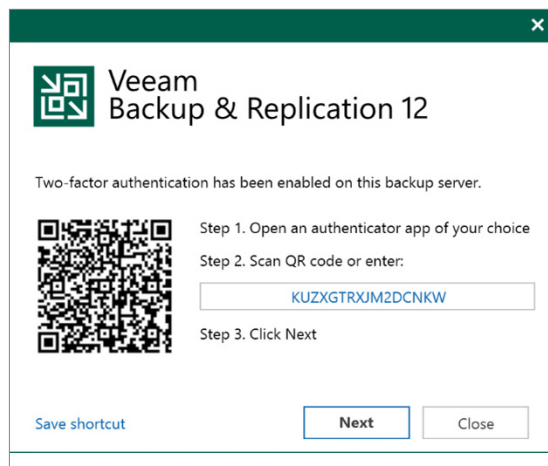 Veeam
Backup & Replication 12
Two-factor authentication has been enabled on this backup server.
Step 1. Open an authenticator app of your choice
Step 2. Scan QR code or enter:
KUZXGTRXJM2DCNKW
Step 3. Click Next
Save shortcut
Next
Close